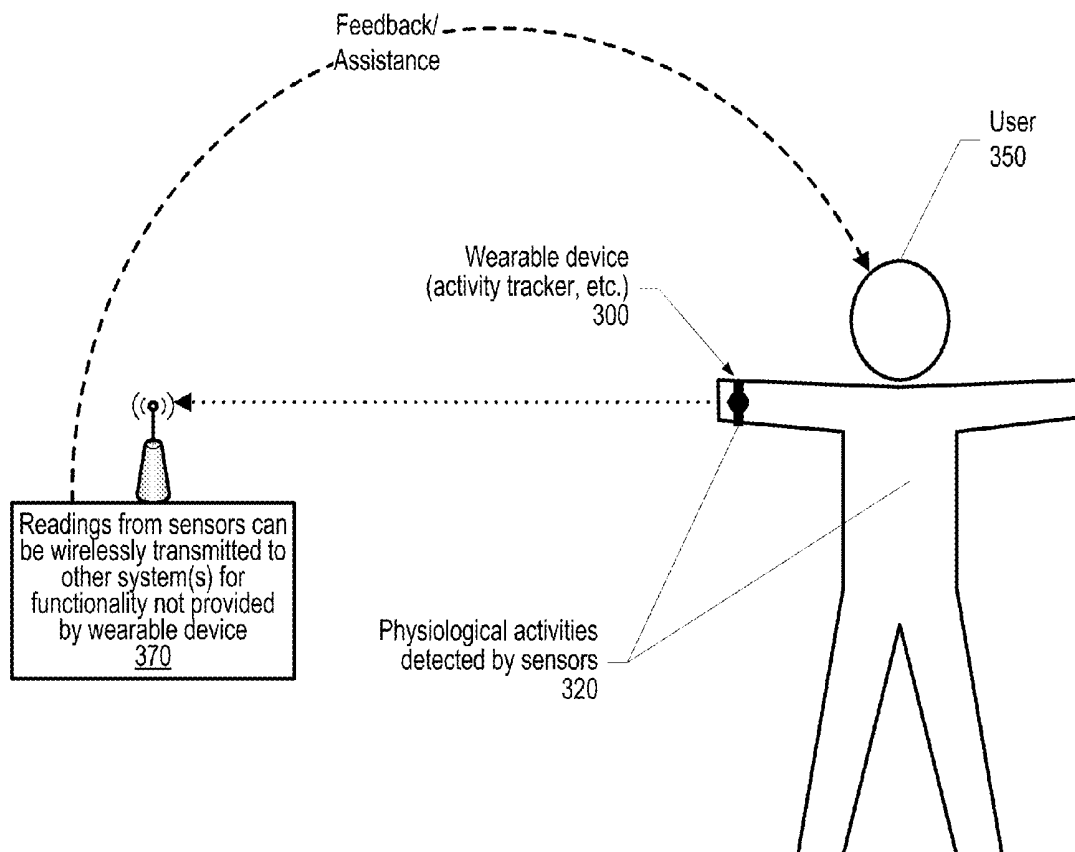 Feedback/
Assistance
User
350
Wearable device
(activity tracker, etc.)
300
Readings from sensors can
be wirelessly transmitted to
other system(s) for
functionality not provided
by wearable device
370
Physiological activities
detected by sensors
320